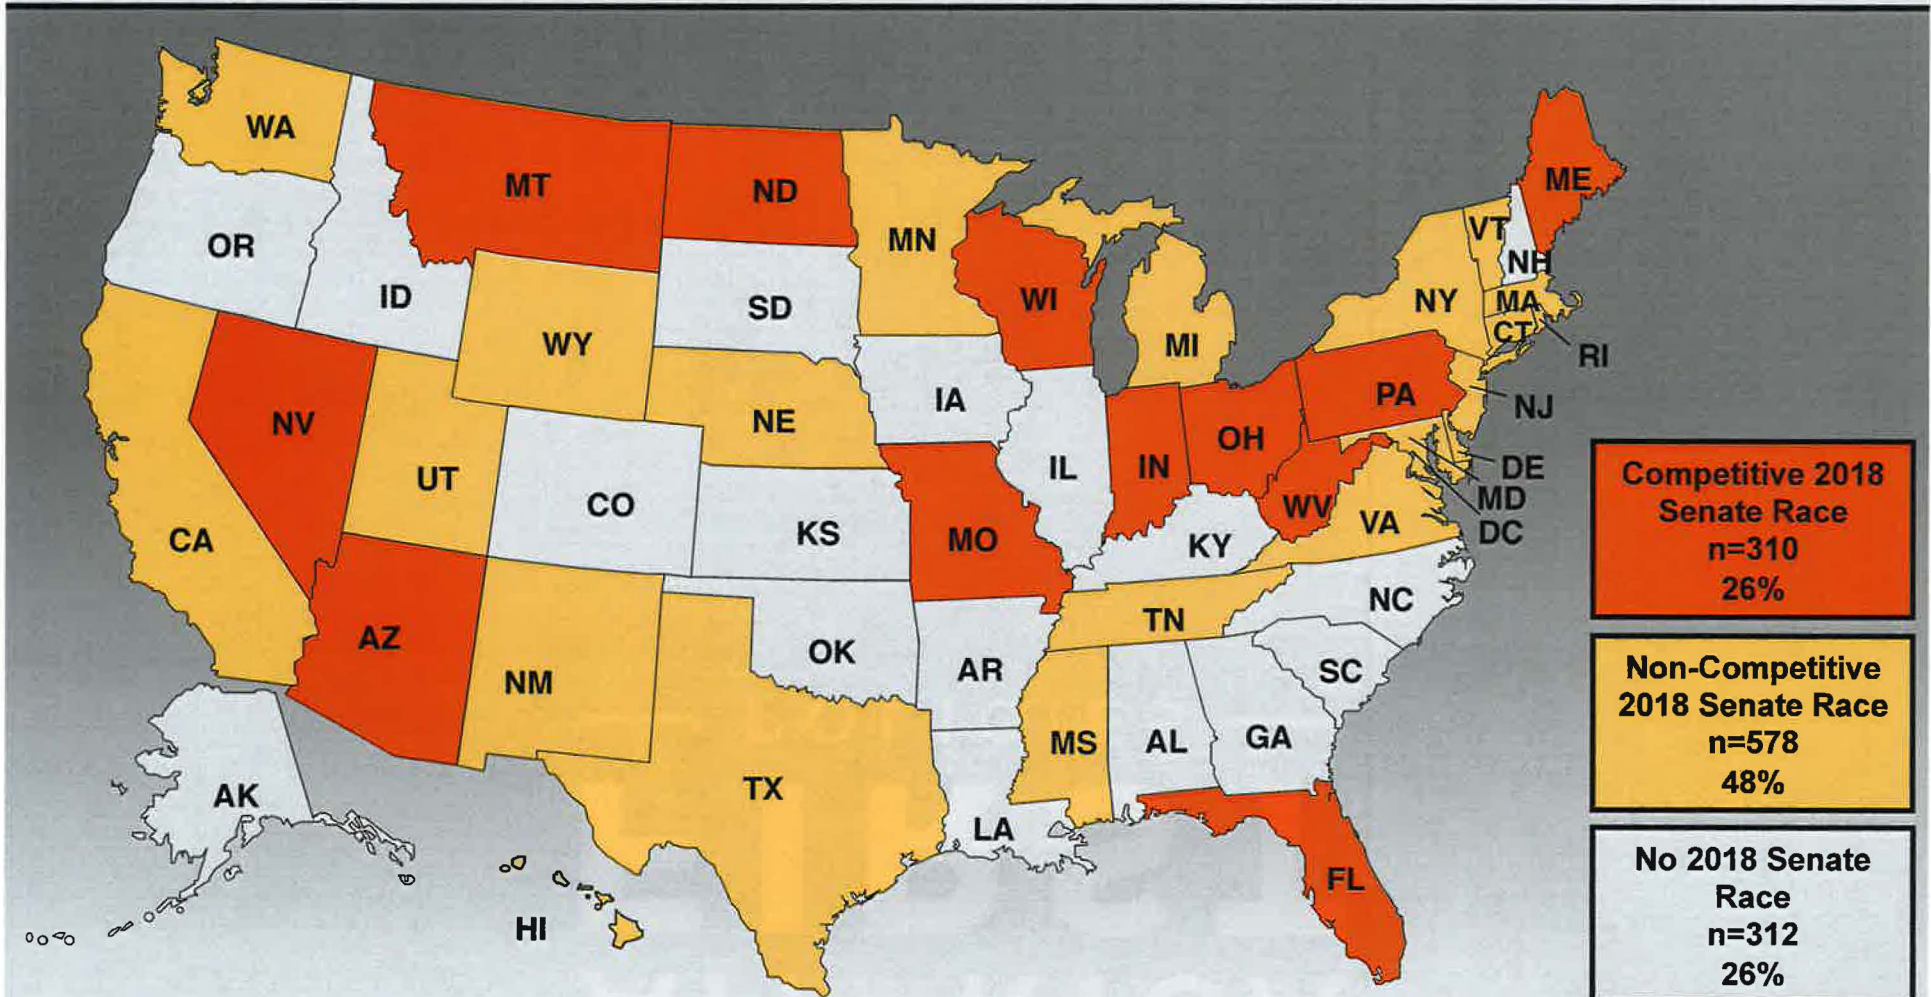 WA
MT
ND
MN
ME
VT
NH
OR
ID
SD
WI
NY
MA
CT
RI
WY
MI
IA
NE
PA
NJ
NV
UT
CO
KS
IL
IN
OH
WV
VA
DE
MD
DC
CA
MO
KY
NC
AZ
NM
OK
AR
TN
SC
TX
MS
AL
GA
LA
FL
AK
HI
Competitive 2018
Senate Race
n=310
26%
Non-Competitive
2018 Senate Race
n=578
48%
No 2018 Senate
Race
n=312
26%